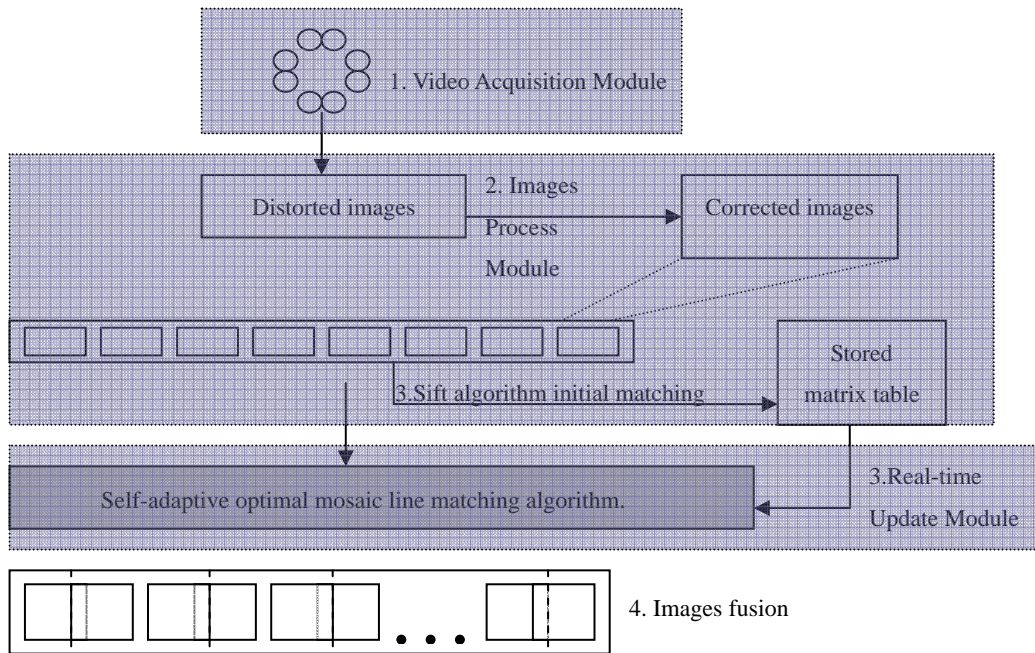 1. Video Acquisition Module
Distorted images
2. Images
Process
Module
Corrected images
3.Sift algorithm initial matching
Stored
matrix table
Self-adaptive optimal mosaic line matching algorithm.
3.Real-time
Update Module
4. Images fusion